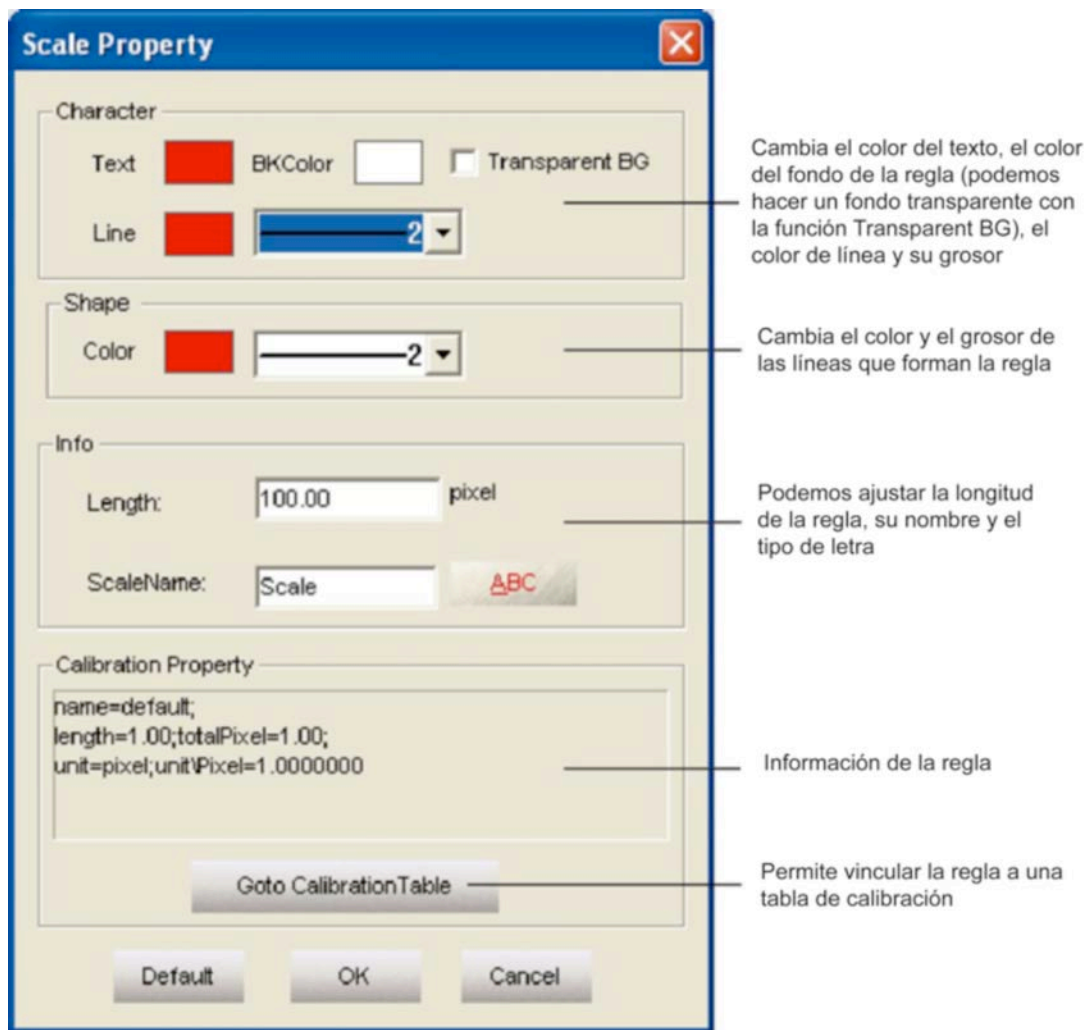 Scale Property
Character
Text BKColor Transparent BG
Line 2
Cambia el color del texto, el color
del fondo de la regla (podemos
hacer un fondo transparente con
la función Transparent BG), el
color de línea y su grosor
Shape
Color 2
Cambia el color y el grosor de
las líneas que forman la regla
Info
Length: 100.00 pixel
ScaleName: Scale ABC
Podemos ajustar la longitud
de la regla, su nombre y el
tipo de letra
Calibration Property
name=default;
length=1.00;totalPixel=1.00;
unit=pixel;unit\Pixel=1.0000000
Información de la regla
Goto CalibrationTable
Permite vincular la regla a una
tabla de calibración
Default OK Cancel